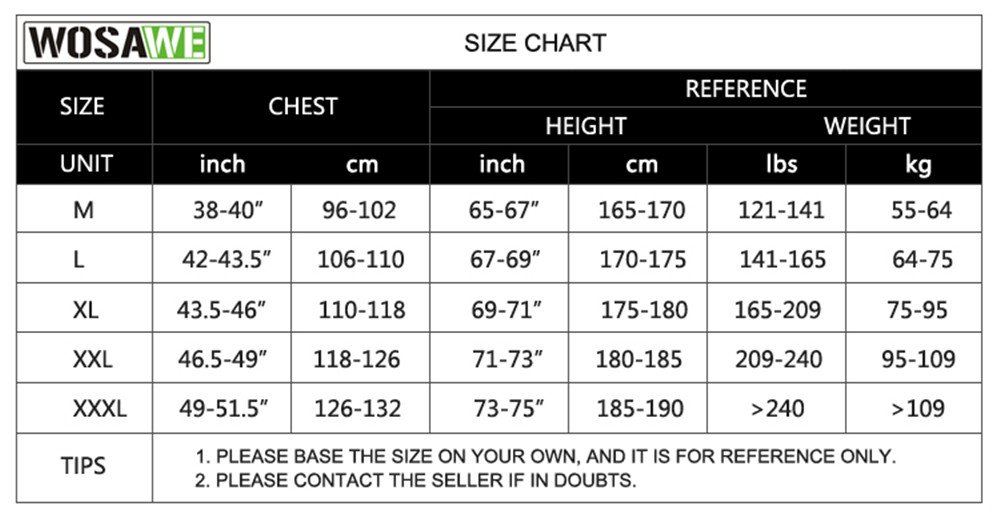 WOSAWE SIZE CHART
SIZE CHEST REFERENCE
HEIGHT WEIGHT
UNIT inch cm inch cm lbs kg
M 38-40″ 96-102 65-67″ 165-170 121-141 55-64
L 42-43.5″ 106-110 67-69″ 170-175 141-165 64-75
XL 43.5-46″ 110-118 69-71″ 175-180 165-209 75-95
XXL 46.5-49″ 118-126 71-73″ 180-185 209-240 95-109
XXXL 49-51.5″ 126-132 73-75″ 185-190 >240 >109
TIPS
1. PLEASE BASE THE SIZE ON YOUR OWN, AND IT IS FOR REFERENCE ONLY.
2. PLEASE CONTACT THE SELLER IF IN DOUBTS.